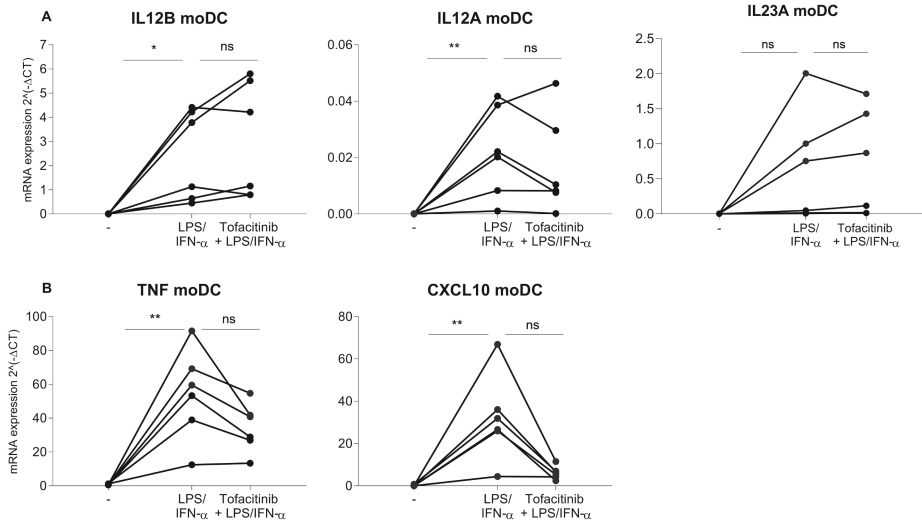 A
IL12B moDC
mRNA expression 2^(-ΔCT)
7
6
5
4
3
2
1
0
*
ns
-
LPS/
IFN-α
Tofacitinib
+ LPS/IFN-α
IL12A moDC
0.06
0.04
0.02
0.00
**
ns
-
LPS/
IFN-α
Tofacitinib
+ LPS/IFN-α
IL23A moDC
2.5
2.0
1.5
1.0
0.5
0.0
ns
ns
-
LPS/
IFN-α
Tofacitinib
+ LPS/IFN-α
B
TNF moDC
mRNA expression 2^(-ΔCT)
100
80
60
40
20
0
**
ns
-
LPS/
IFN-α
Tofacitinib
+ LPS/IFN-α
CXCL10 moDC
80
60
40
20
0
**
ns
-
LPS/
IFN-α
Tofacitinib
+ LPS/IFN-α